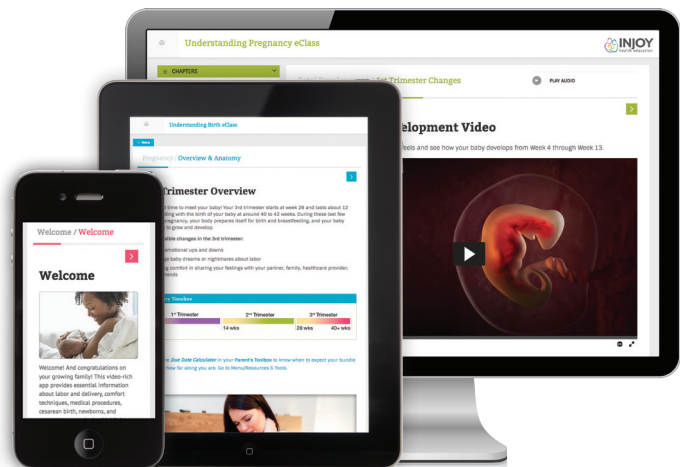 Understanding Pregnancy eClass
INJOY
health education
CHAPTERS
1st Trimester Changes
PLAY AUDIO
elopment Video
feels and see how your baby develops from Week 4 through Week 13.
Understanding Birth eClass
Pregnancy / Overview & Anatomy
Trimester Overview
time to meet your baby! Your 3rd trimester starts at week 28 and lasts about 12
ding with the birth of your baby at around 40 to 42 weeks. During these last few
pregnancy, your body prepares itself for birth and breastfeeding, and your baby
to grow and develop.
ible changes in the 3rd trimester:
motional ups and downs
baby dreams or nightmares about labor
comfort in sharing your feelings with your partner, family, healthcare provider,
ends
Timeline
1st Trimester
2nd Trimester
3rd Trimester
14 wks
28 wks
40+ wks
Due Date Calculator in your Parent's Toolbox to know when to expect your bundle
how far along you are. Go to Menu/Resources & Tools.
Welcome / Welcome
Welcome
Welcome! And congratulations on
your growing family! This video-rich
app provides essential information
about labor and delivery, comfort
techniques, medical procedures,
cesarean birth, newborns, and